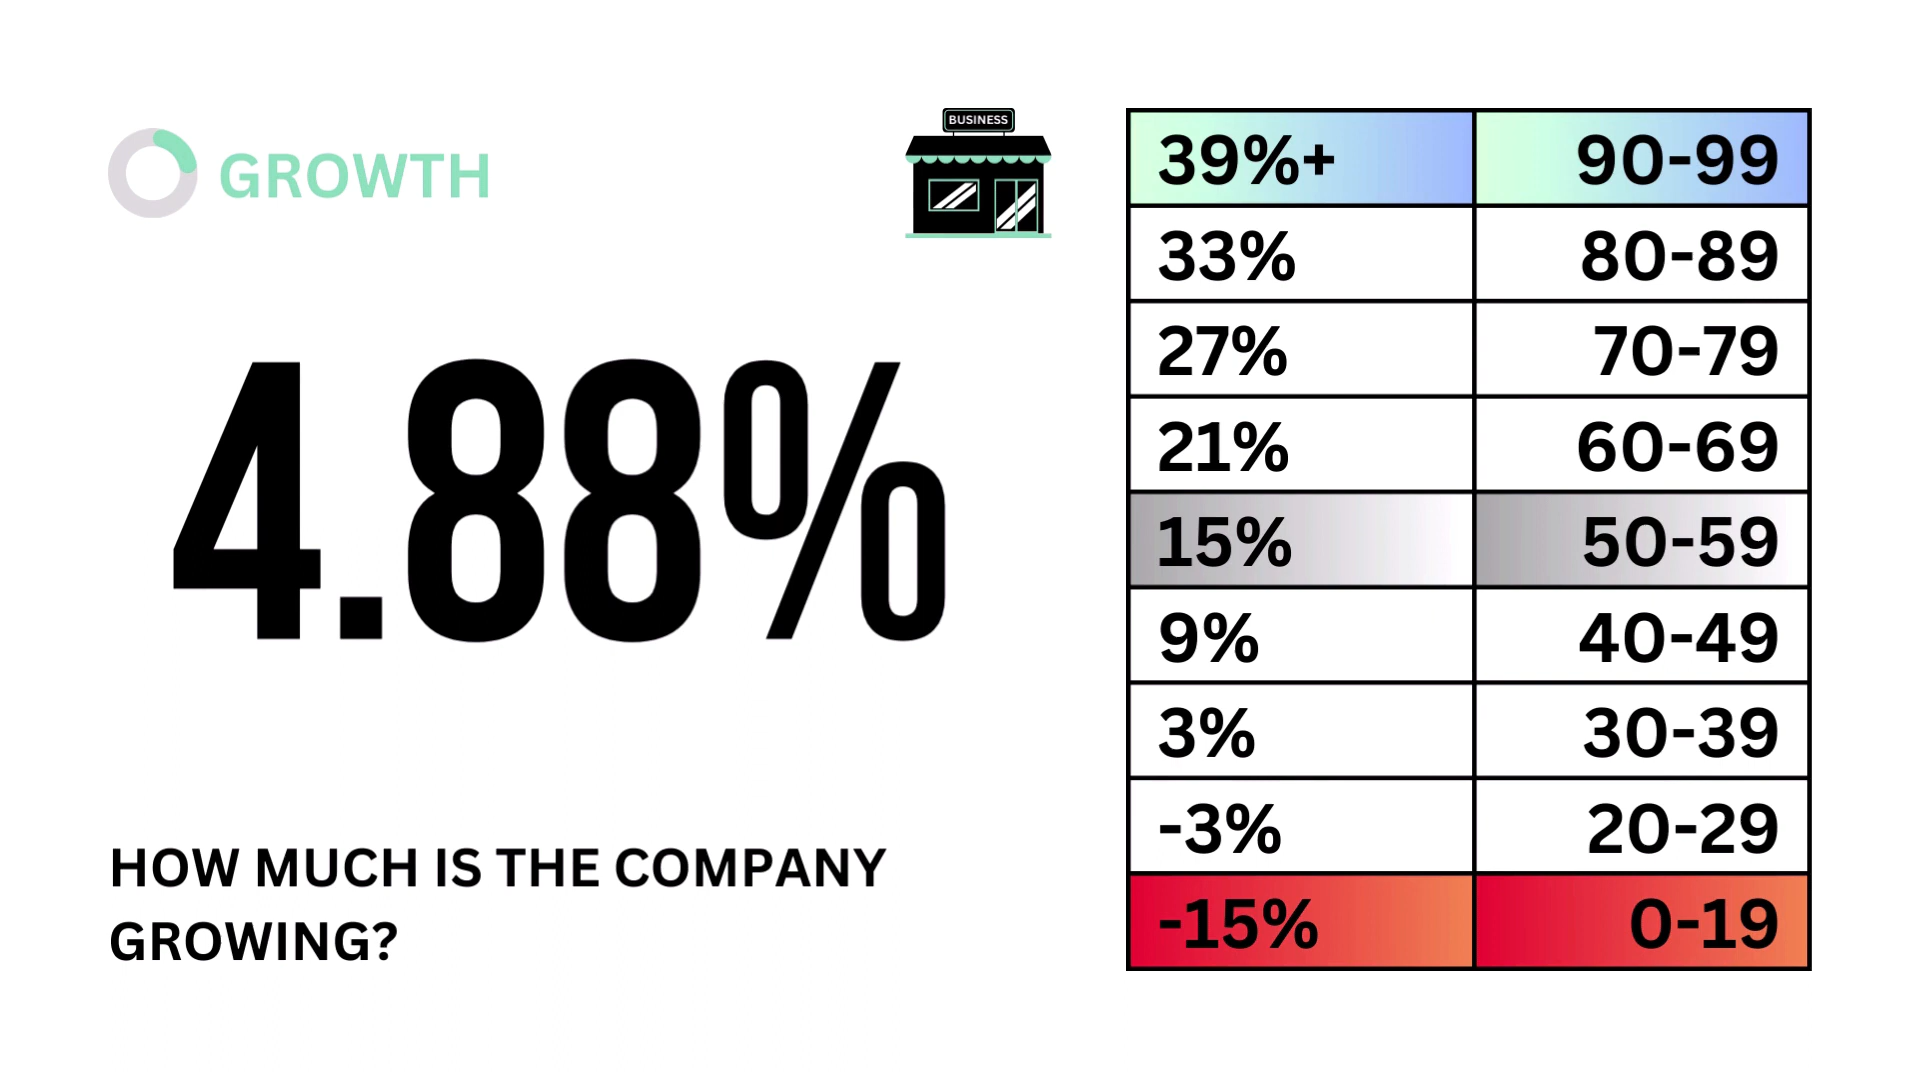 BUSINESS
GROWTH
4.88%
HOW MUCH IS THE COMPANY
GROWING?
39%+ 90-99
33% 80-89
27% 70-79
21% 60-69
15% 50-59
9% 40-49
3% 30-39
-3% 20-29
-15% 0-19